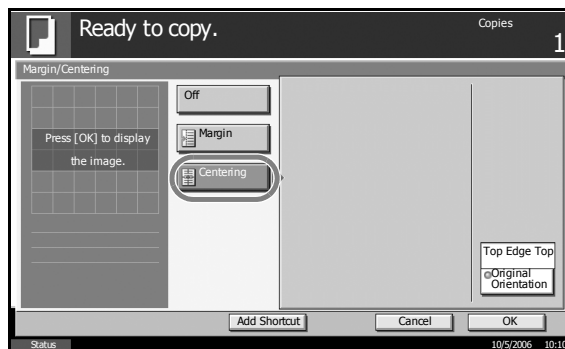 Ready to copy.
Copies
1
Margin/Centering
Off
Press [OK] to display
the image.
Margin
Centering
Top Edge Top
Original
Orientation
Add Shortcut
Cancel
OK
Status
10/5/2006 10:10